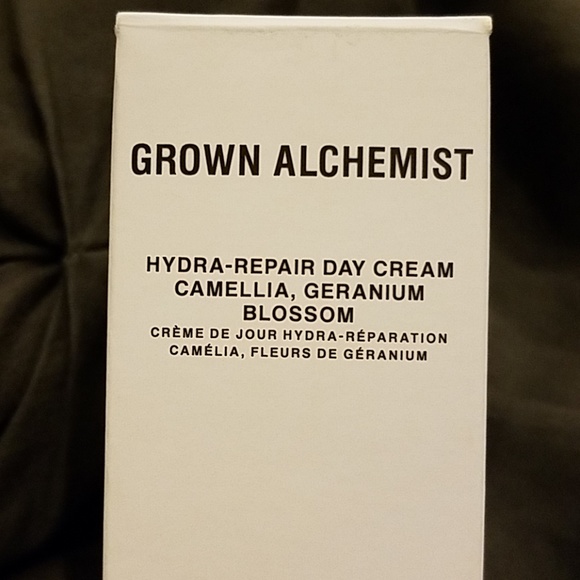 GROWN ALCHEMIST
HYDRA-REPAIR DAY CREAM
CAMELLIA, GERANIUM
BLOSSOM
CRÈME DE JOUR HYDRA-RÉPARATION
CAMÉLIA, FLEURS DE GÉRANIUM